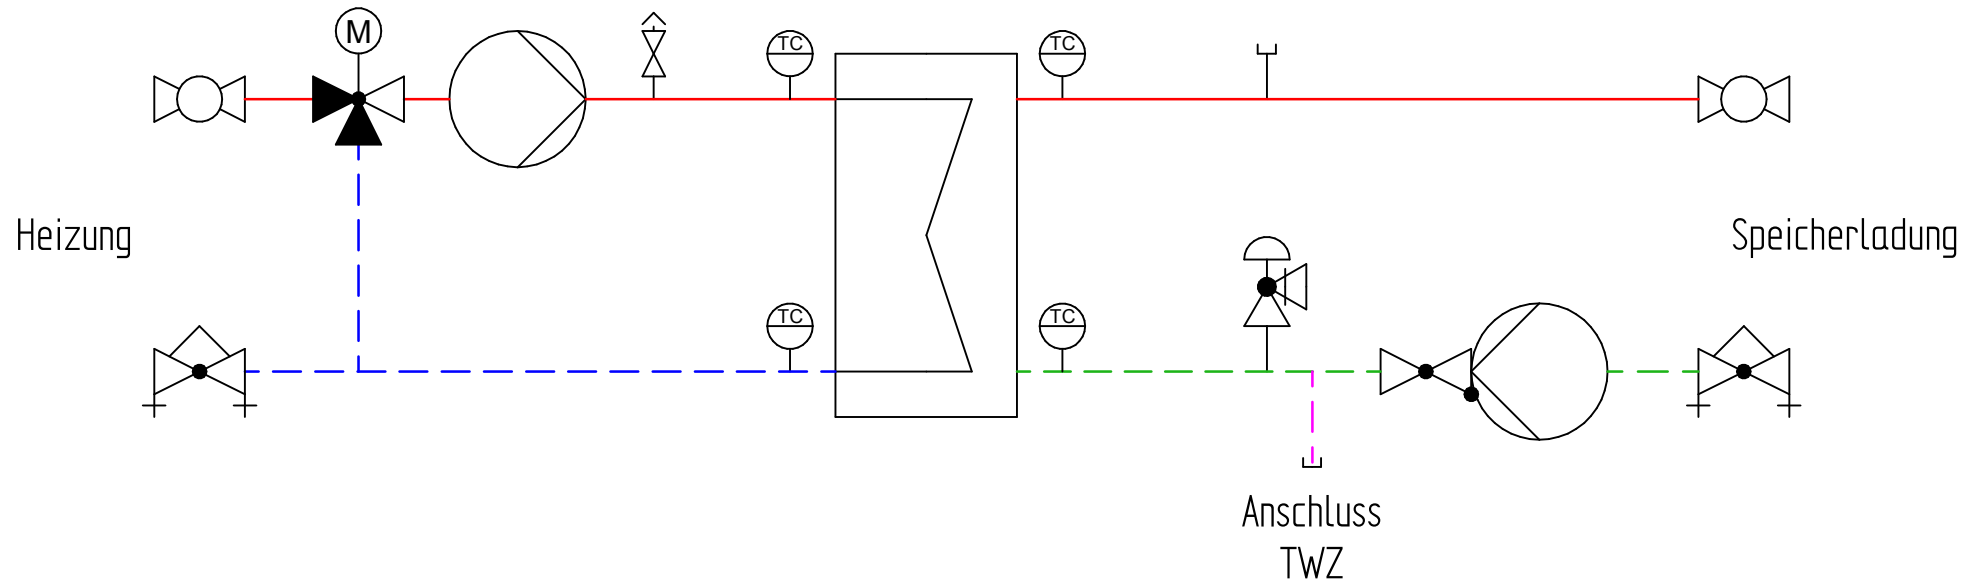 M
TC
TC
Heizung
Speicherladung
TC
TC
Anschluss
TWZ